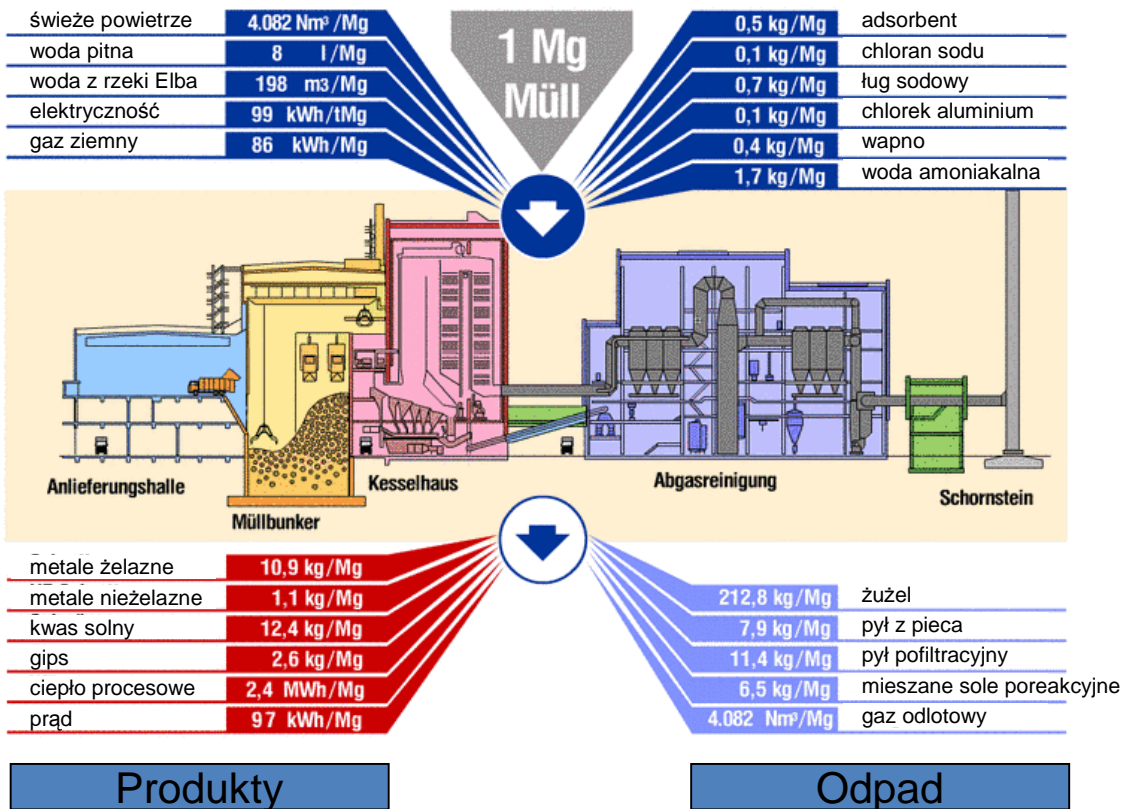 świeże powietrze 4.082 Nm³/Mg
woda pitna 8 l/Mg
woda z rzeki Elba 198 m3/Mg
elektryczność 99 kWh/tMg
gaz ziemny 86 kWh/Mg
1 Mg
Müll
0,5 kg/Mg adsorbent
0,1 kg/Mg chloran sodu
0,7 kg/Mg ług sodowy
0,1 kg/Mg chlorek aluminium
0,4 kg/Mg wapno
1,7 kg/Mg woda amoniakalna
Anlieferungshalle
Müllbunker
Kesselhaus
Abgasreinigung
Schornstein
metale żelazne 10,9 kg/Mg
metale nieżelazne 1,1 kg/Mg
kwas solny 12,4 kg/Mg
gips 2,6 kg/Mg
ciepło procesowe 2,4 MWh/Mg
prąd 97 kWh/Mg
212,8 kg/Mg żużel
7,9 kg/Mg pył z pieca
11,4 kg/Mg pył pofiltracyjny
6,5 kg/Mg mieszane sole poreakcyjne
4.082 Nm³/Mg gaz odlotowy
Produkty
Odpad